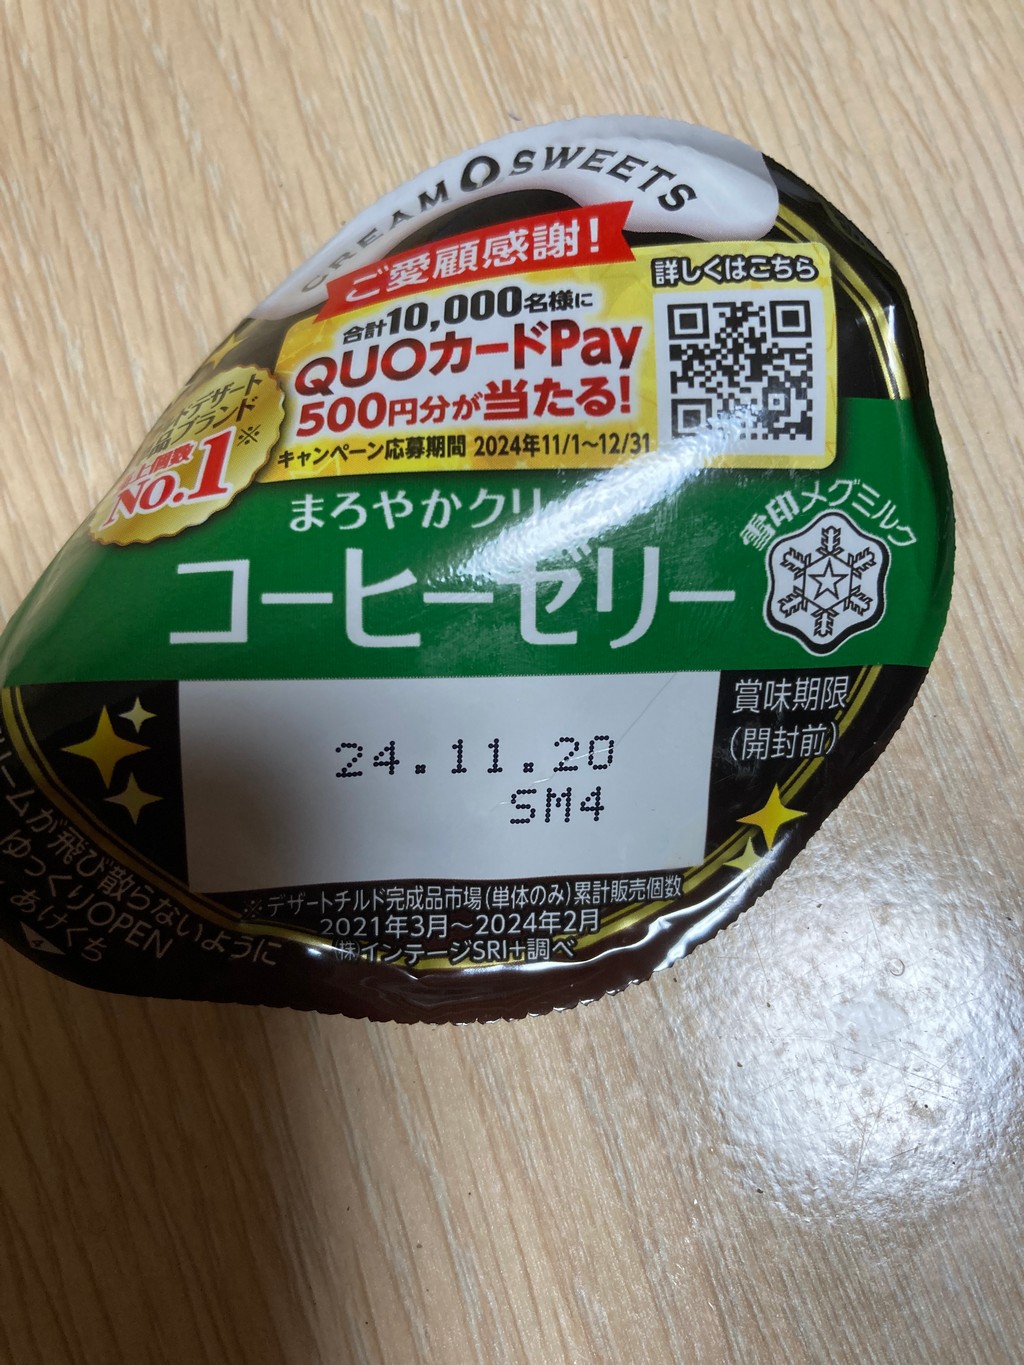 CREAM SWEETS
ご愛顧感謝!
合計10,000名様に
QUOカードPay
500円分が当たる!
キャンペーン応募期間 2024年11/1~12/31
詳しくはこちら
デザート
ブランド
No.1※
まろやかクリ
コーヒーゼリー
雪印メグミルク
賞味期限
(開封前)
24.11.20
SM4
※デザートチルド完成品市場(単体のみ)累計販売個数
2021年3月~2024年2月
(株)インテージSRI+調べ
ームが飛び散らないように
ゆっくりOPEN
あけくち